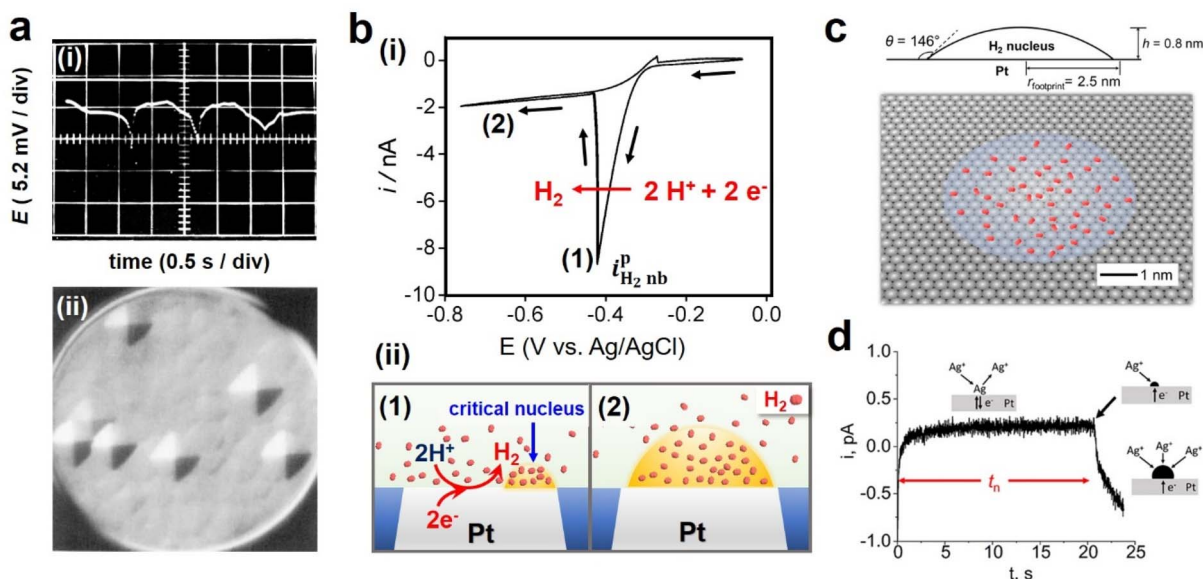 a
(i)
E ( 5.2 mV / div)
time (0.5 s / div)
(ii)
b
(i)
0
-2
-4
-6
-8
-10
i / nA
(2)
H₂
2 H⁺ + 2 e⁻
(1)
i^p_{H₂ nb}
-0.8
-0.6
-0.4
-0.2
0.0
E (V vs. Ag/AgCl)
(ii)
(1)
critical nucleus
2H⁺
H₂
2e⁻
Pt
(2)
H₂
Pt
c
θ = 146°
H₂ nucleus
h = 0.8 nm
Pt
r_footprint = 2.5 nm
1 nm
d
1.0
0.5
0.0
-0.5
-1.0
i, pA
Ag⁺
Ag⁺
Ag
e⁻
Pt
Ag⁺
e⁻
Pt
Ag⁺
Ag⁺
Ag⁺
e⁻
Pt
t_n
0
5
10
15
20
25
t, s